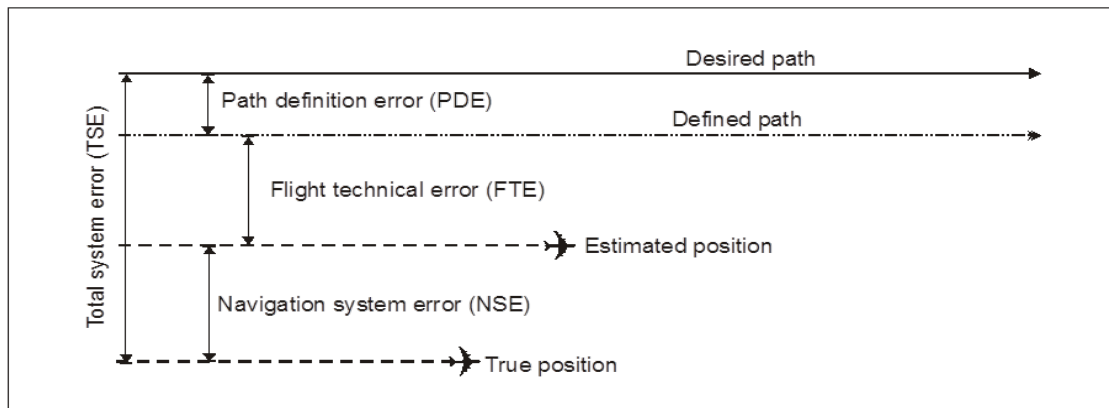 Desired path
Path definition error (PDE)
Defined path
Total system error (TSE)
Flight technical error (FTE)
Estimated position
Navigation system error (NSE)
True position